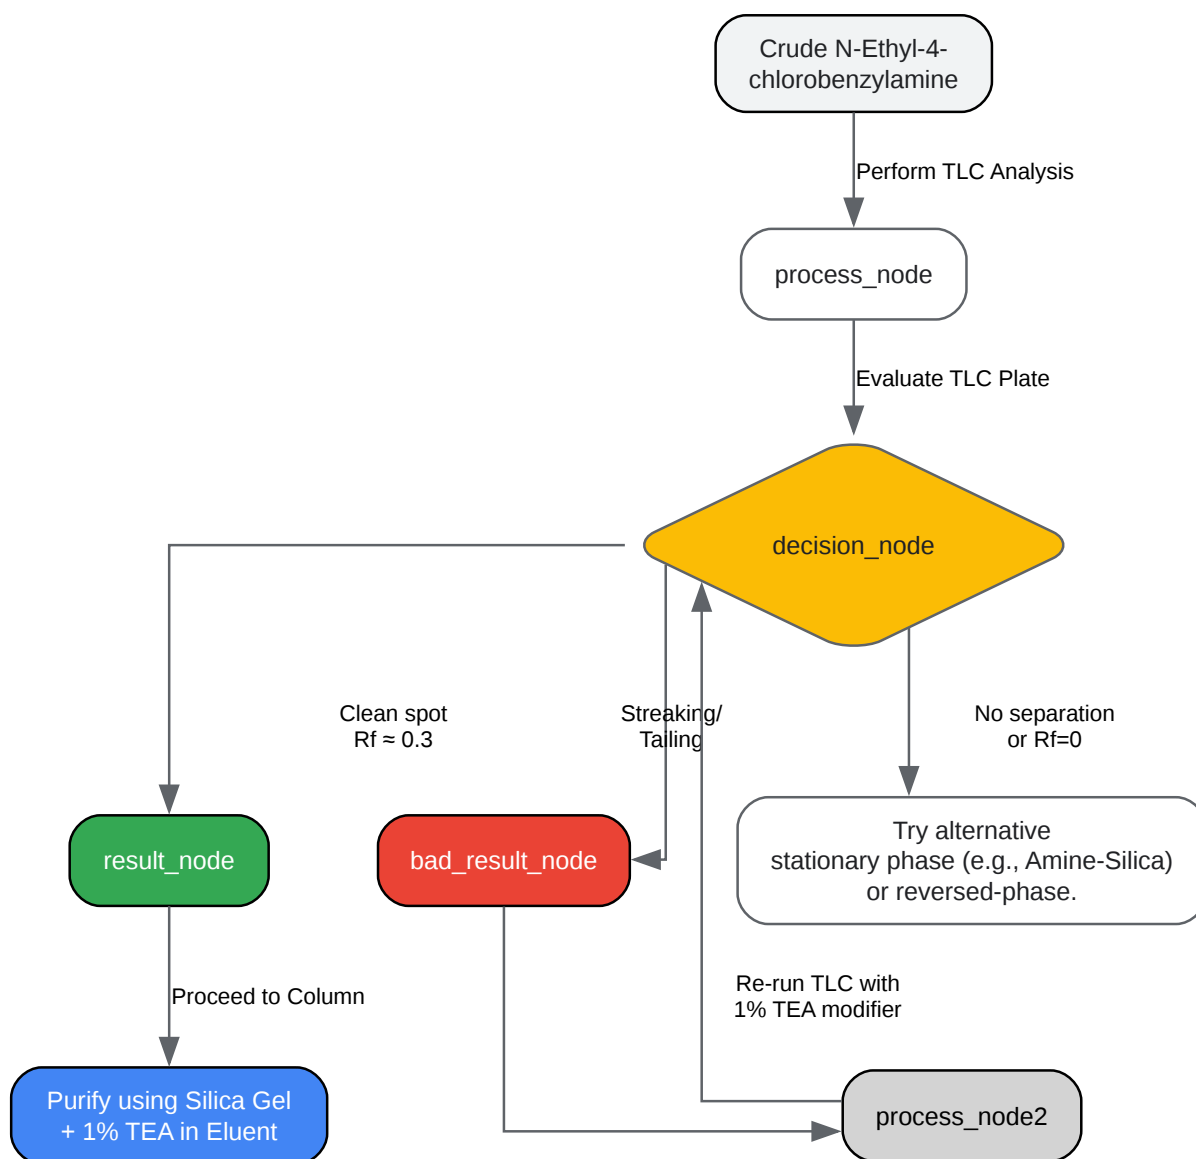 Crude N-Ethyl-4-
chlorobenzylamine
Perform TLC Analysis
process_node
Evaluate TLC Plate
decision_node
Clean spot
Rf ≈ 0.3
Streaking/
Tailing
No separation
or Rf=0
result_node
bad_result_node
Try alternative
stationary phase (e.g., Amine-Silica)
or reversed-phase.
Proceed to Column
Re-run TLC with
1% TEA modifier
Purify using Silica Gel
+ 1% TEA in Eluent
process_node2